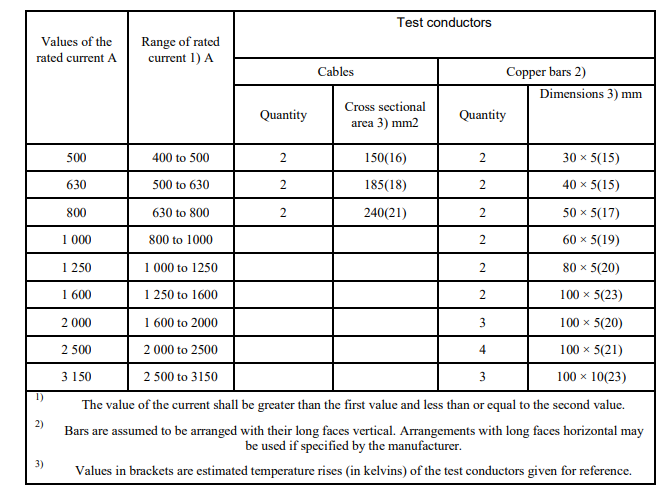 Test conductors
Values of the
rated current A
Range of rated
current 1) A
Cables
Copper bars 2)
Quantity
Cross sectional
area 3) mm2
Quantity
Dimensions 3) mm
500 400 to 500 2 150(16) 2 30 × 5(15)
630 500 to 630 2 185(18) 2 40 × 5(15)
800 630 to 800 2 240(21) 2 50 × 5(17)
1 000 800 to 1000 2 60 × 5(19)
1 250 1 000 to 1250 2 80 × 5(20)
1 600 1 250 to 1600 2 100 × 5(23)
2 000 1 600 to 2000 3 100 × 5(20)
2 500 2 000 to 2500 4 100 × 5(21)
3 150 2 500 to 3150 3 100 × 10(23)
1) The value of the current shall be greater than the first value and less than or equal to the second value.
2) Bars are assumed to be arranged with their long faces vertical. Arrangements with long faces horizontal may
be used if specified by the manufacturer.
3) Values in brackets are estimated temperature rises (in kelvins) of the test conductors given for reference.